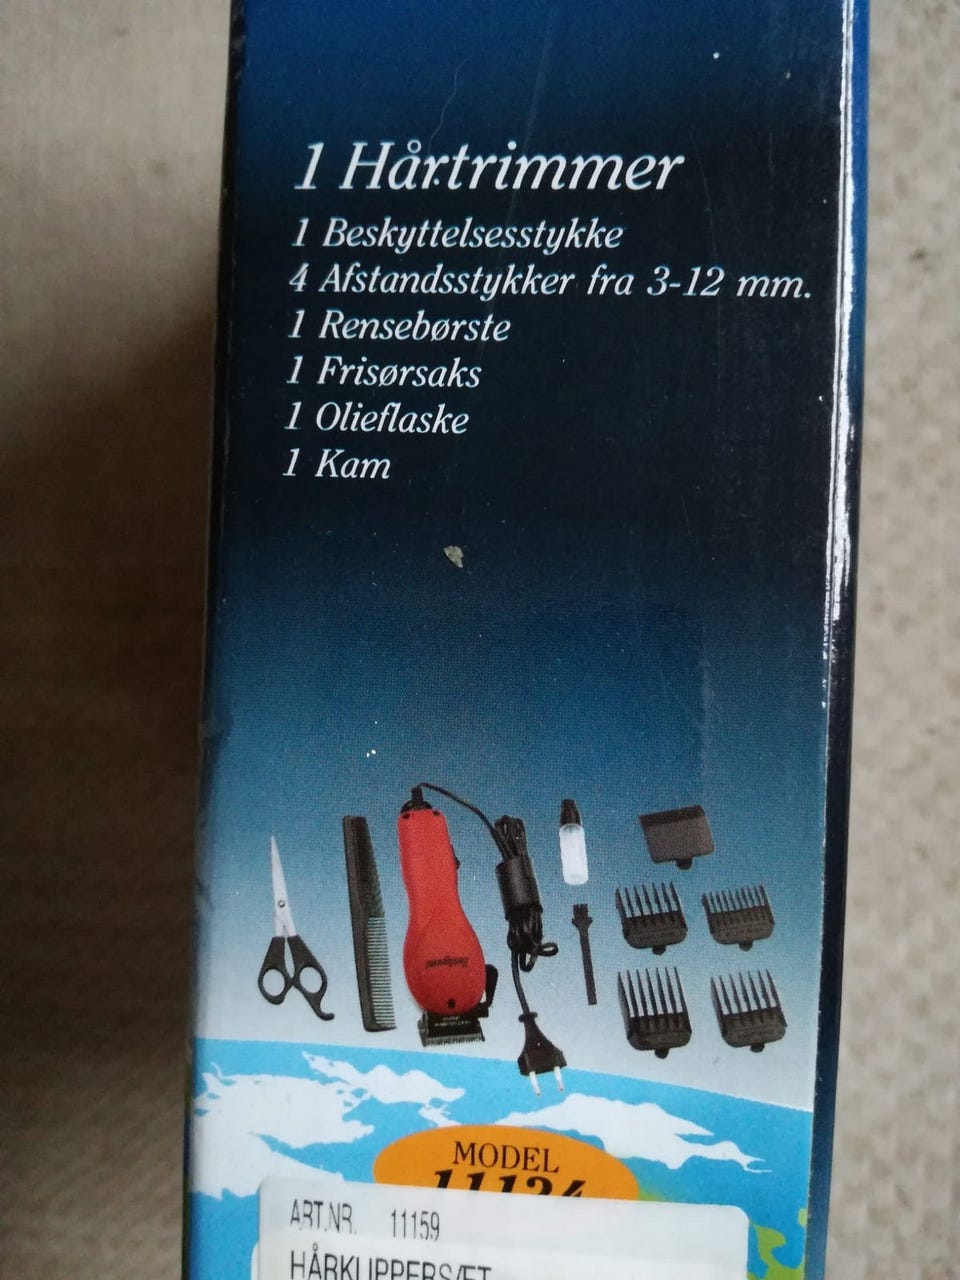 1 Hårtrimmer
1 Beskyttelsesstykke
4 Afstandsstykker fra 3-12 mm.
1 Rensebørste
1 Frisørsaks
1 Olieflaske
1 Kam
MODEL
ART.NR. 11159
HÅRKLIPPERSÆT